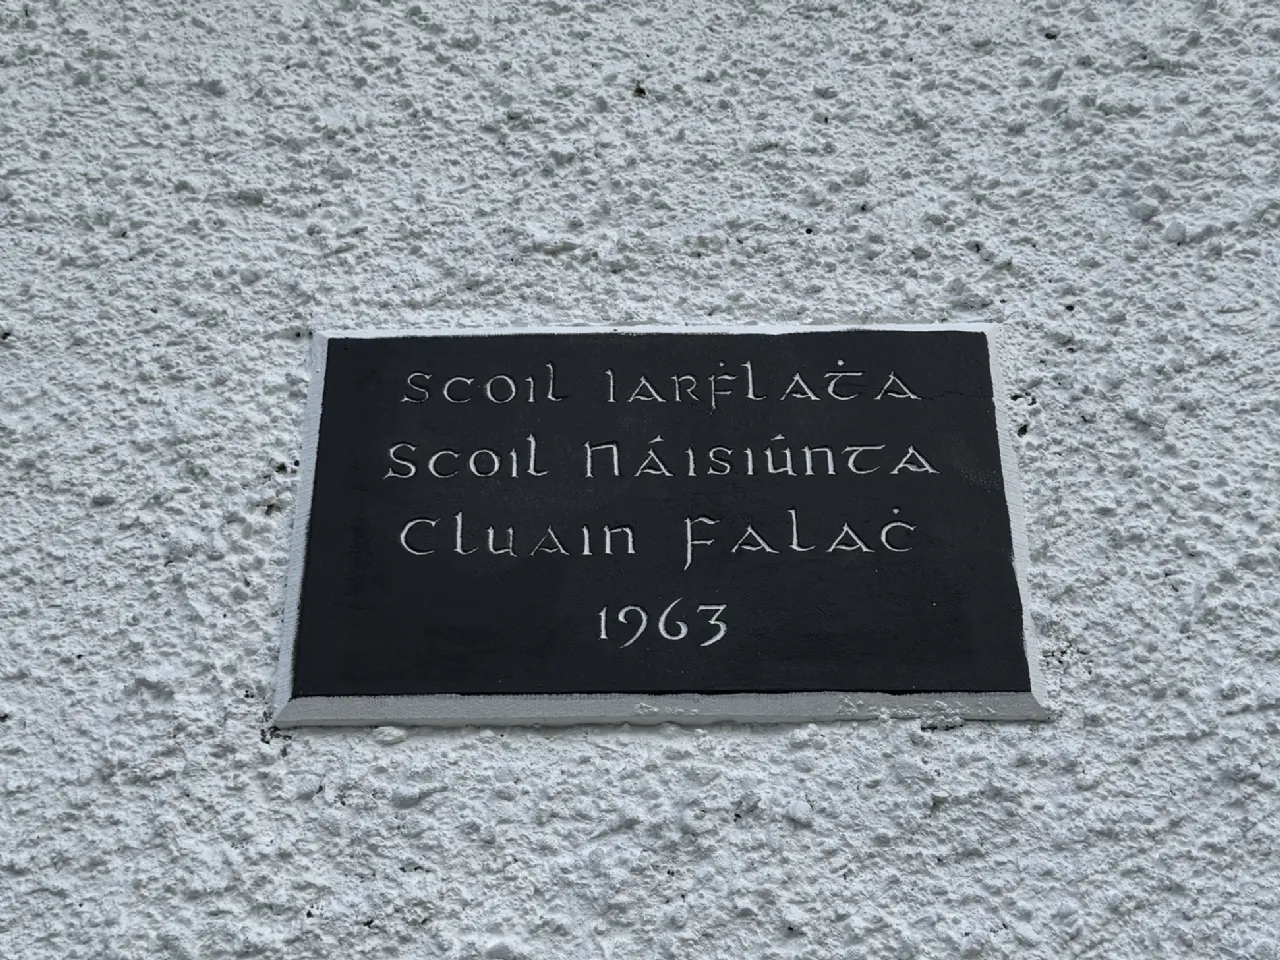 Scoil Iarḟlaṫa
Scoil Náisiúnta
Cluain Falaċ
1963